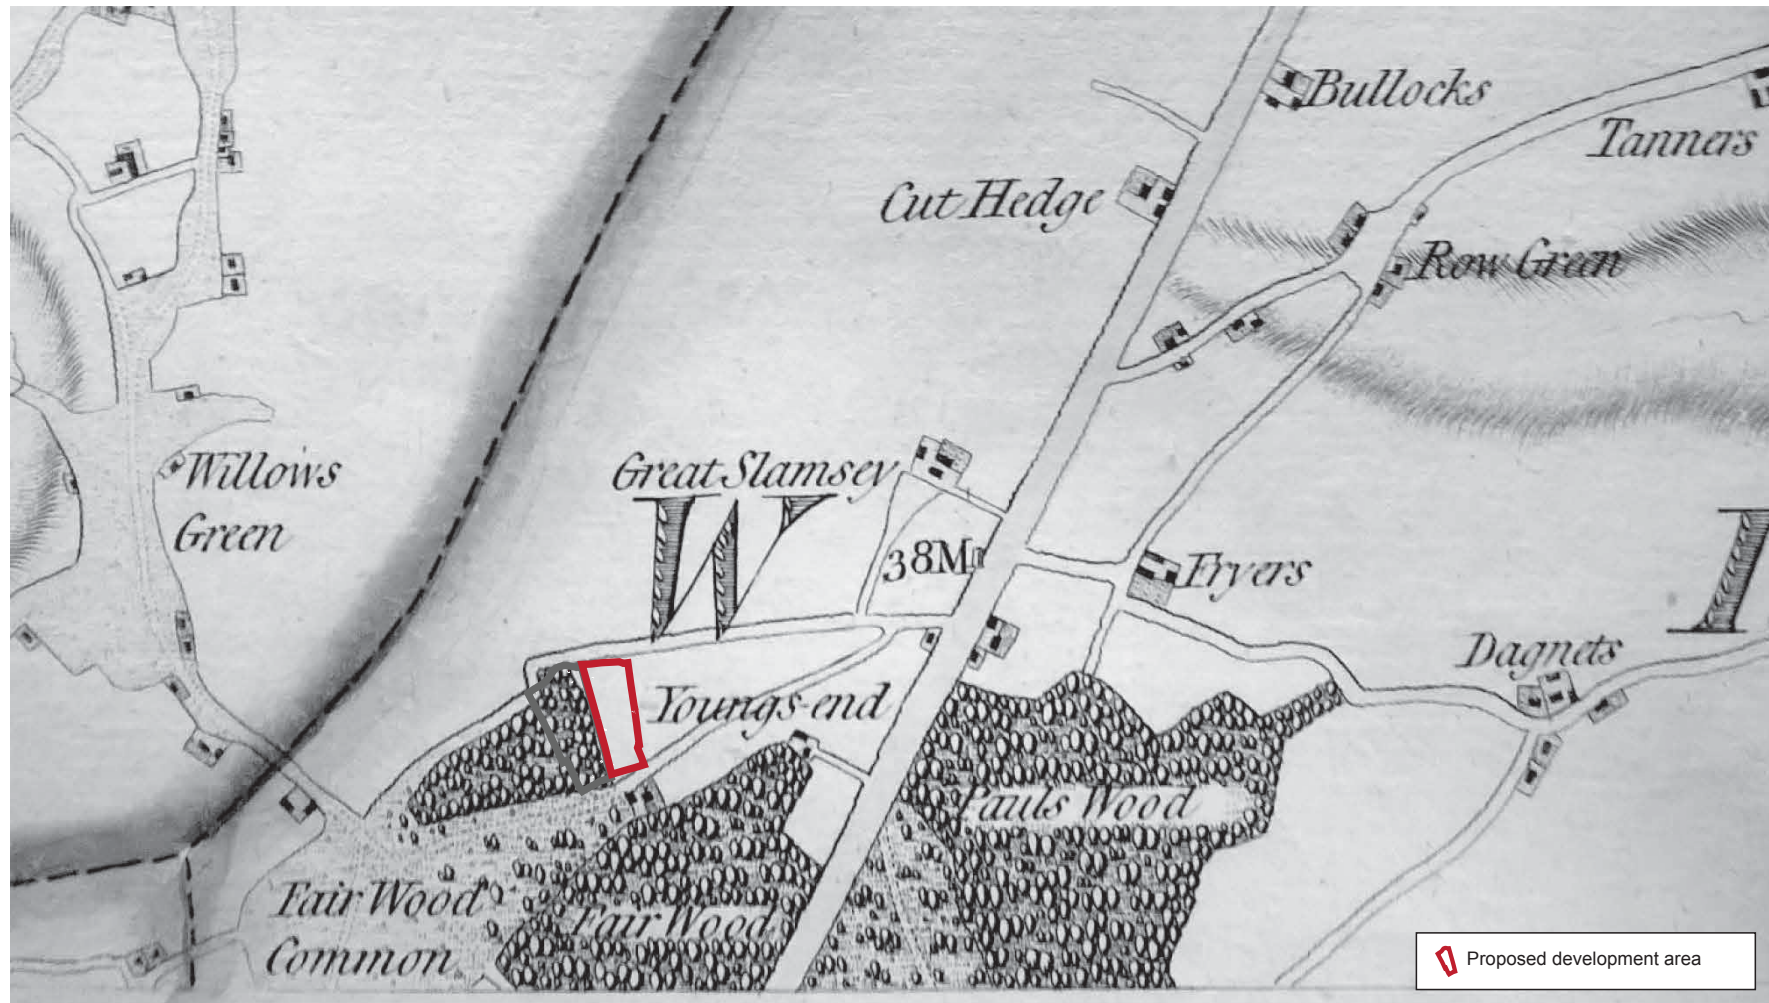 Bullocks
Tanners
Cut Hedge
Row Green
Willows
Green
Great Slamsey
W
38M
I
Fryers
Dagnets
Youngs-end
Pauls Wood
Fair Wood
Common
Fair Wood
Proposed development area